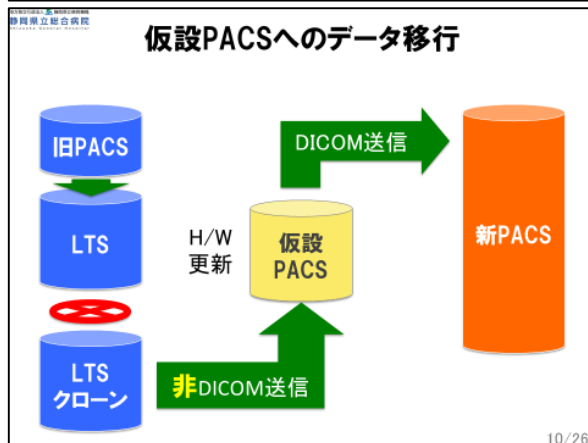 静岡県立総合病院
Shizuoka General Hospital
仮設PACSへのデータ移行
旧PACS
LTS
LTS
クローン
非DICOM送信
H/W
更新
仮設
PACS
DICOM送信
新PACS
10/26